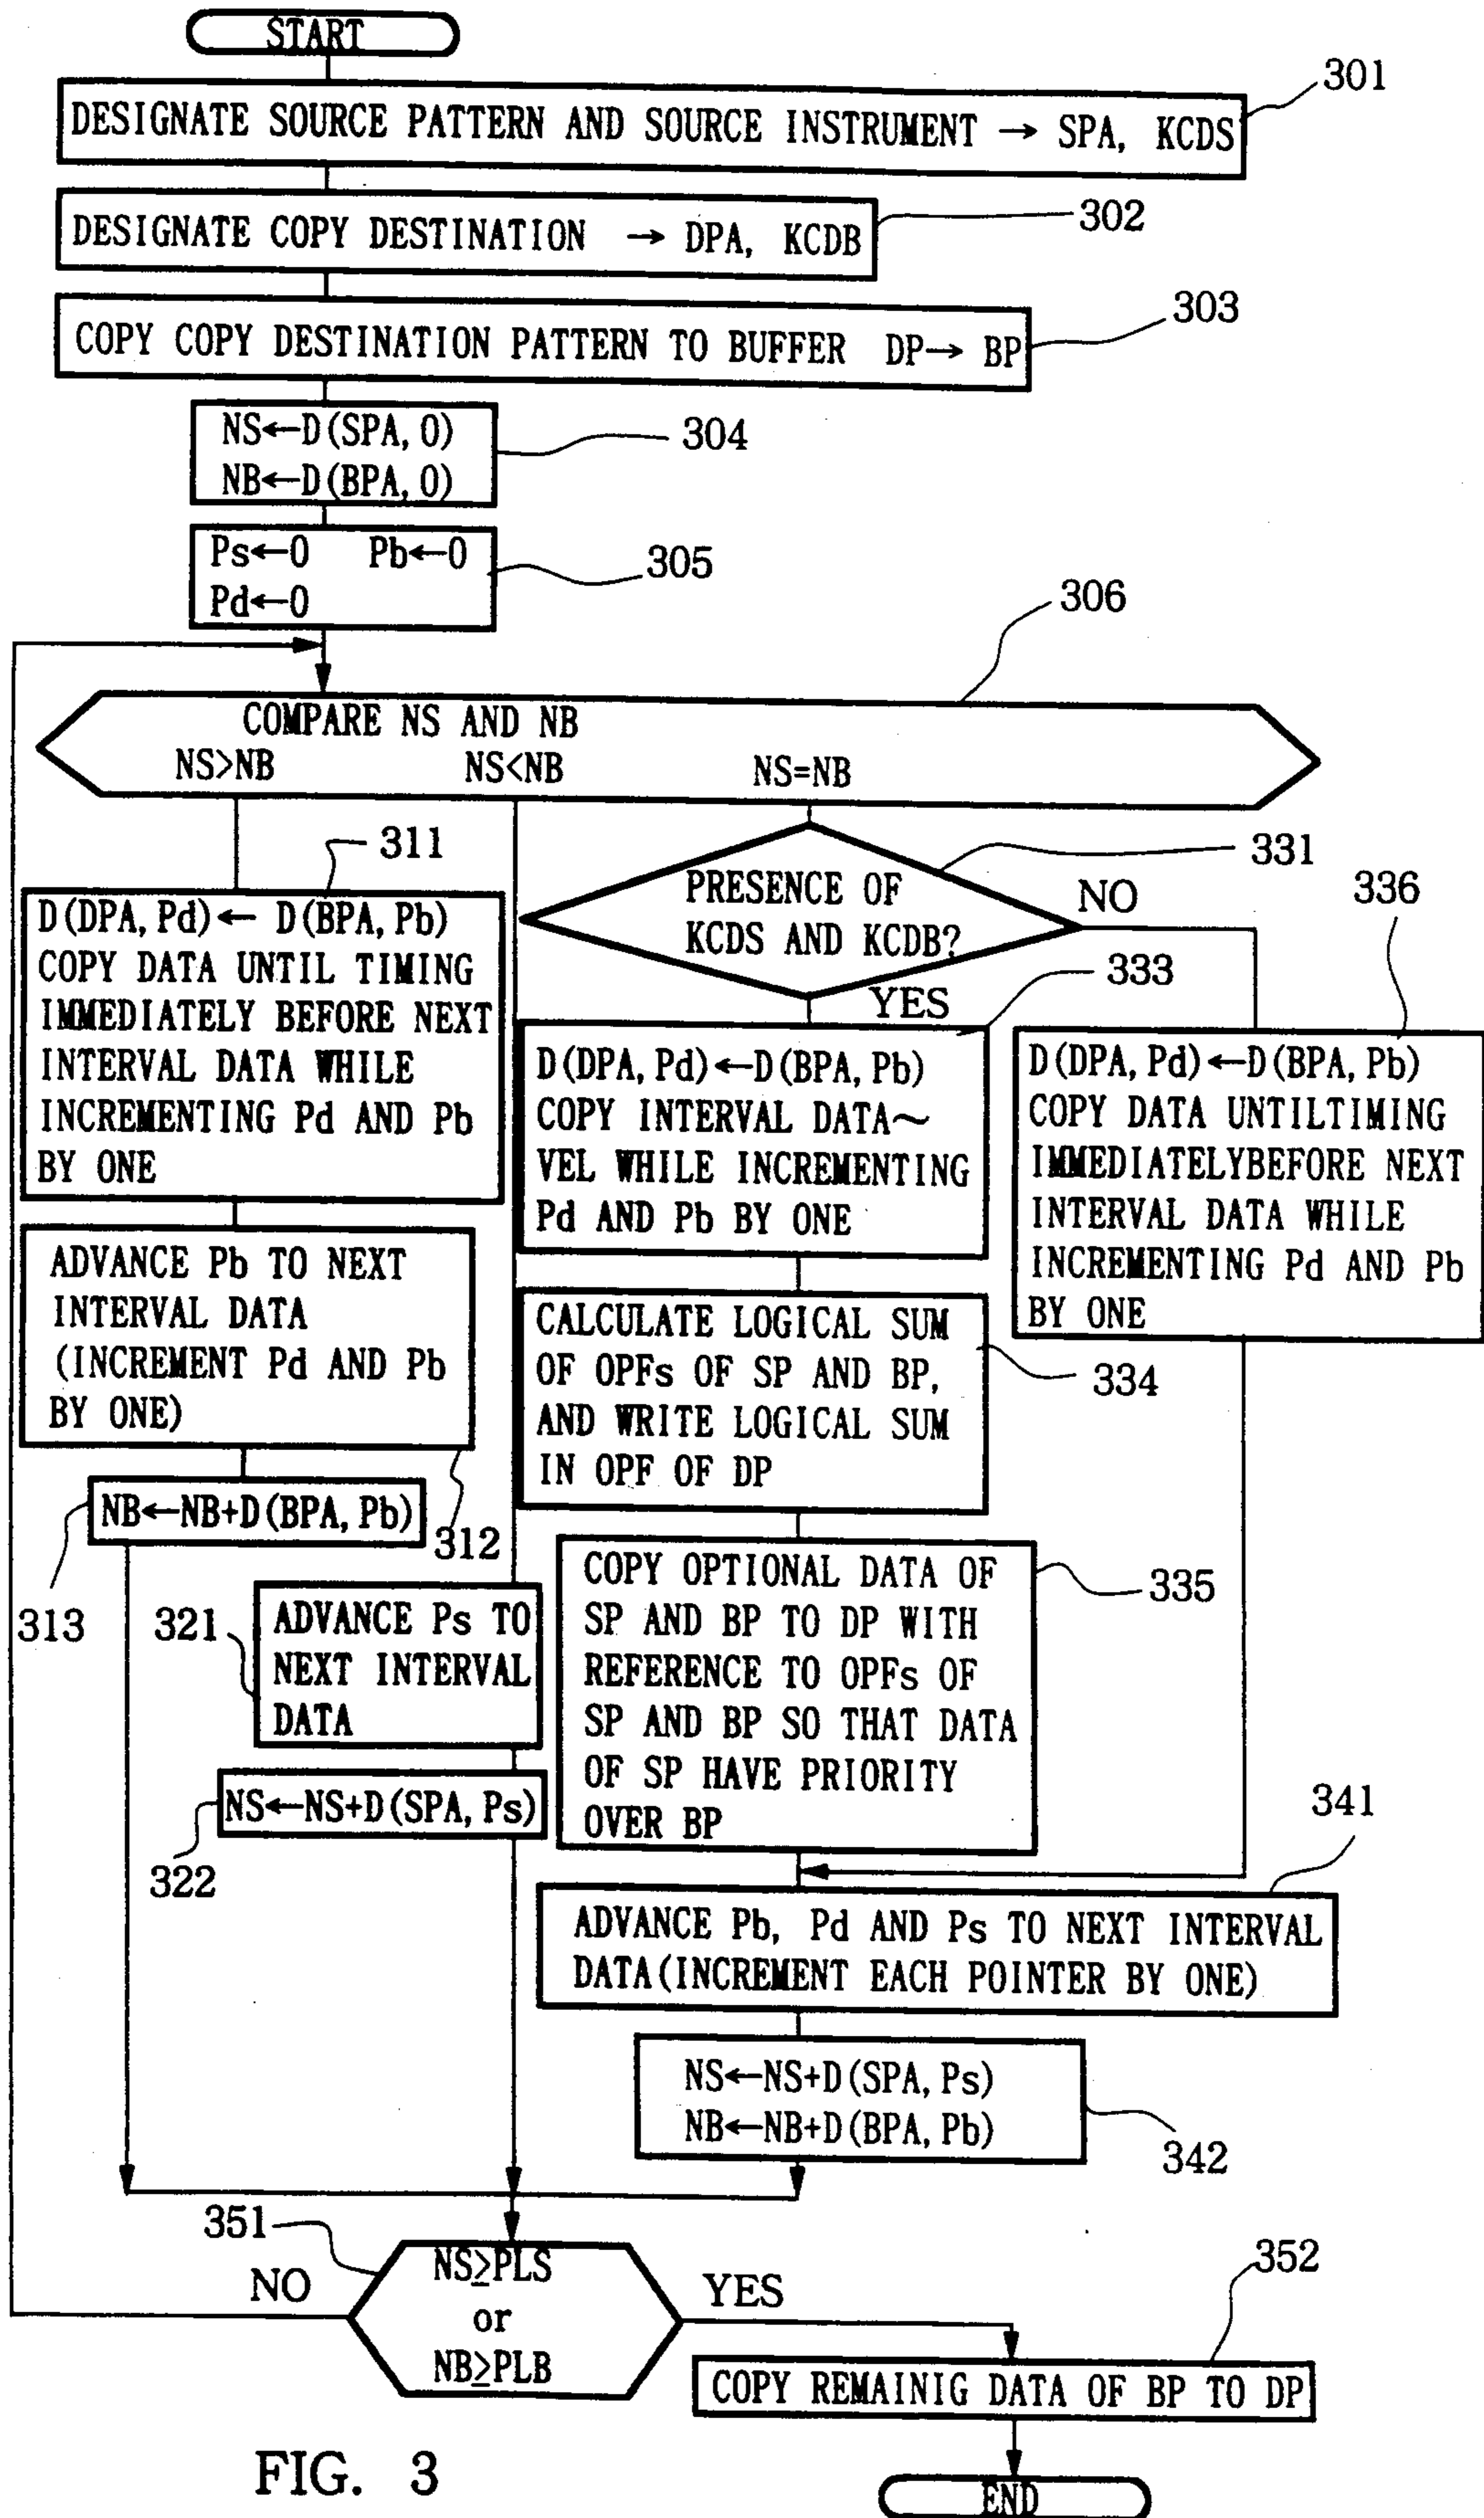 START
301
DESIGNATE SOURCE PATTERN AND SOURCE INSTRUMENT → SPA, KCDS
302
DESIGNATE COPY DESTINATION → DPA, KCDB
303
COPY COPY DESTINATION PATTERN TO BUFFER DP→ BP
NS←D(SPA, 0)
NB←D(BPA, 0)
304
Ps←0 Pb←0
Pd←0
305
306
COMPARE NS AND NB
NS>NB NS<NB NS=NB
311
D(DPA, Pd)← D(BPA, Pb)
COPY DATA UNTIL TIMING
IMMEDIATELY BEFORE NEXT
INTERVAL DATA WHILE
INCREMENTING Pd AND Pb
BY ONE
ADVANCE Pb TO NEXT
INTERVAL DATA
(INCREMENT Pd AND Pb
BY ONE)
312
NB←NB+D(BPA, Pb)
313
321
ADVANCE Ps TO
NEXT INTERVAL
DATA
NS←NS+D(SPA, Ps)
322
331
PRESENCE OF
KCDS AND KCDB?
NO
YES
333
D(DPA, Pd)←D(BPA, Pb)
COPY INTERVAL DATA~
VEL WHILE INCREMENTING
Pd AND Pb BY ONE
336
D(DPA, Pd)←D(BPA, Pb)
COPY DATA UNTILTIMING
IMMEDIATELYBEFORE NEXT
INTERVAL DATA WHILE
INCREMENTING Pd AND Pb
BY ONE
CALCULATE LOGICAL SUM
OF OPFs OF SP AND BP,
AND WRITE LOGICAL SUM
IN OPF OF DP
334
COPY OPTIONAL DATA OF
SP AND BP TO DP WITH
REFERENCE TO OPFs OF
SP AND BP SO THAT DATA
OF SP HAVE PRIORITY
OVER BP
335
341
ADVANCE Pb, Pd AND Ps TO NEXT INTERVAL
DATA(INCREMENT EACH POINTER BY ONE)
NS←NS+D(SPA, Ps)
NB←NB+D(BPA, Pb)
342
351
NS≥PLS
or
NB≥PLB
NO
YES
352
COPY REMAINIG DATA OF BP TO DP
END
FIG. 3